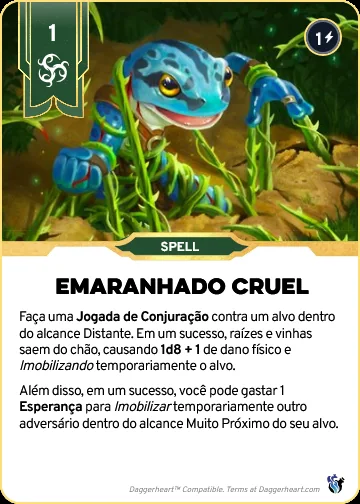 1
1
SPELL
EMARANHADO CRUEL
Faça uma Jogada de Conjuração contra um alvo dentro
do alcance Distante. Em um sucesso, raízes e vinhas
saem do chão, causando 1d8 + 1 de dano físico e
Imobilizando temporariamente o alvo.
Além disso, em um sucesso, você pode gastar 1
Esperança para Imobilizar temporariamente outro
adversário dentro do alcance Muito Próximo do seu alvo.
Daggerheart™ Compatible. Terms at Daggerheart.com